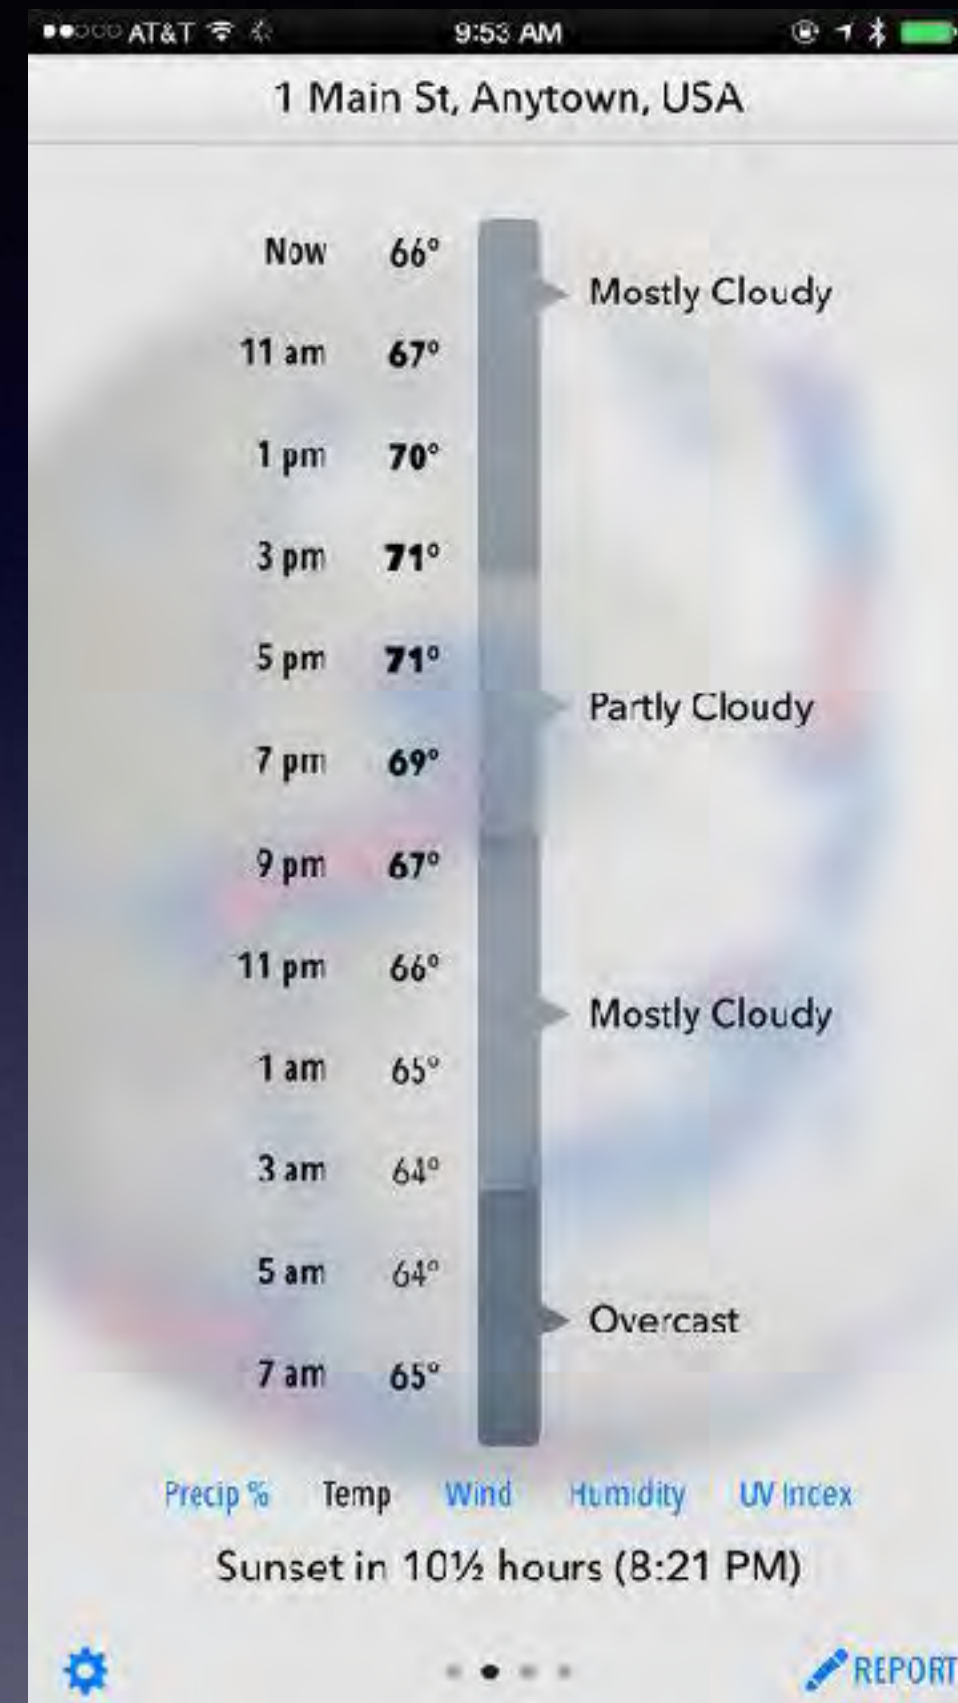 AT&T 9:53 AM
1 Main St, Anytown, USA
Now 66°
Mostly Cloudy
11 am 67°
1 pm 70°
3 pm 71°
5 pm 71°
Partly Cloudy
7 pm 69°
9 pm 67°
11 pm 66°
Mostly Cloudy
1 am 65°
3 am 64°
5 am 64°
Overcast
7 am 65°
Precip % Temp Wind Humidity UV Index
Sunset in 10½ hours (8:21 PM)
REPORT